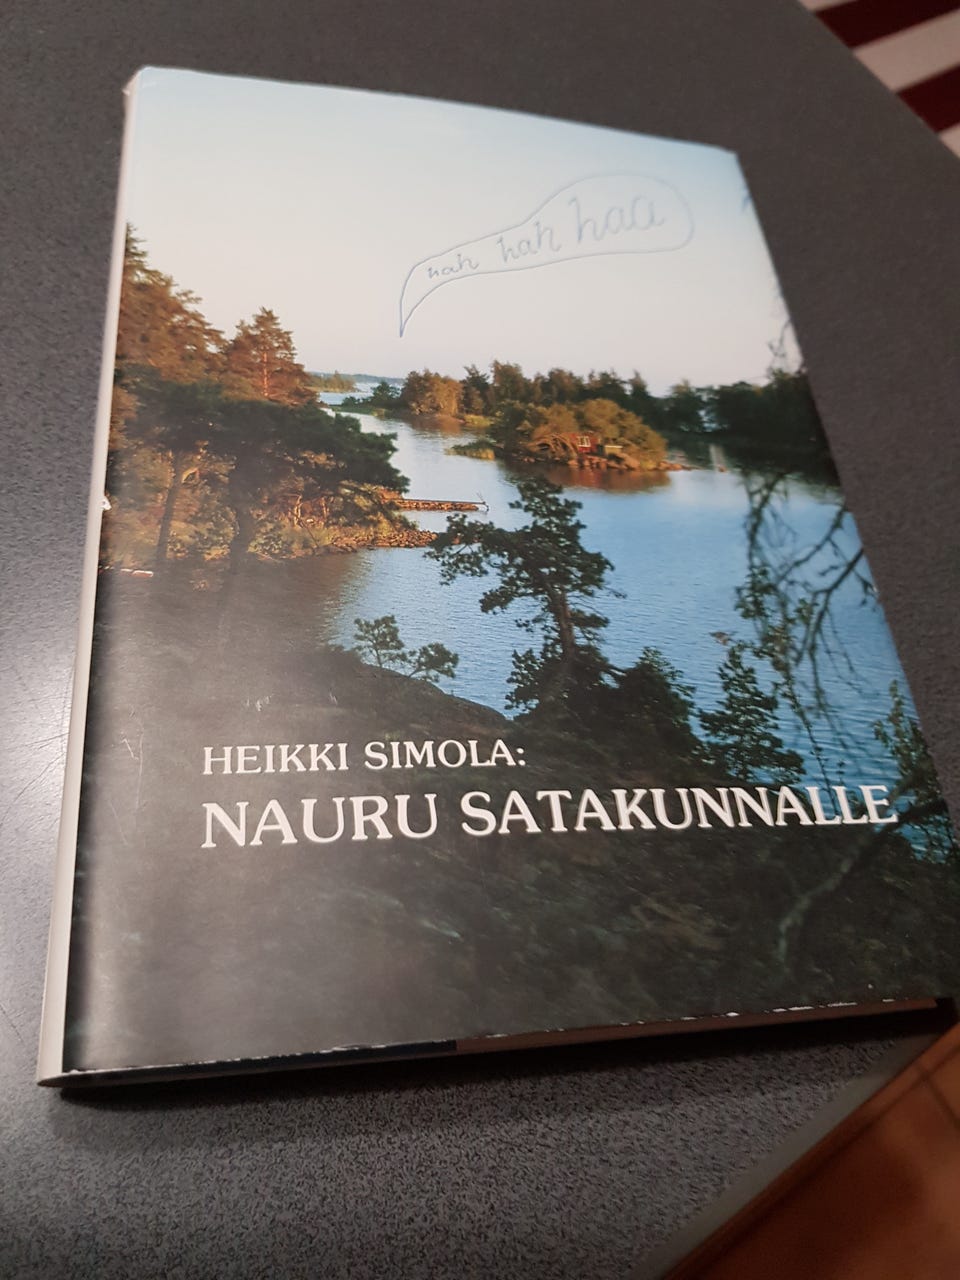 hah hah haa
HEIKKI SIMOLA:
NAURU SATAKUNNALLE